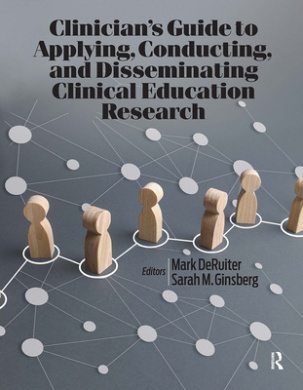 Clinician's Guide to
Applying, Conducting,
and Disseminating
Clinical Education
Research
Editors
Mark DeRuiter
Sarah M. Ginsberg
R